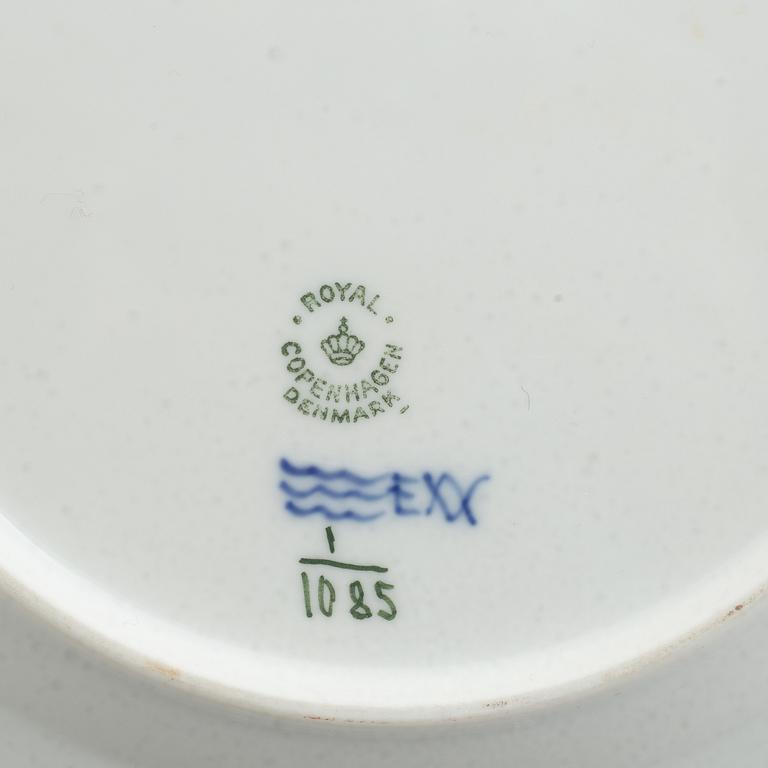 ROYAL
COPENHAGEN
DENMARK
EXX
1
1085